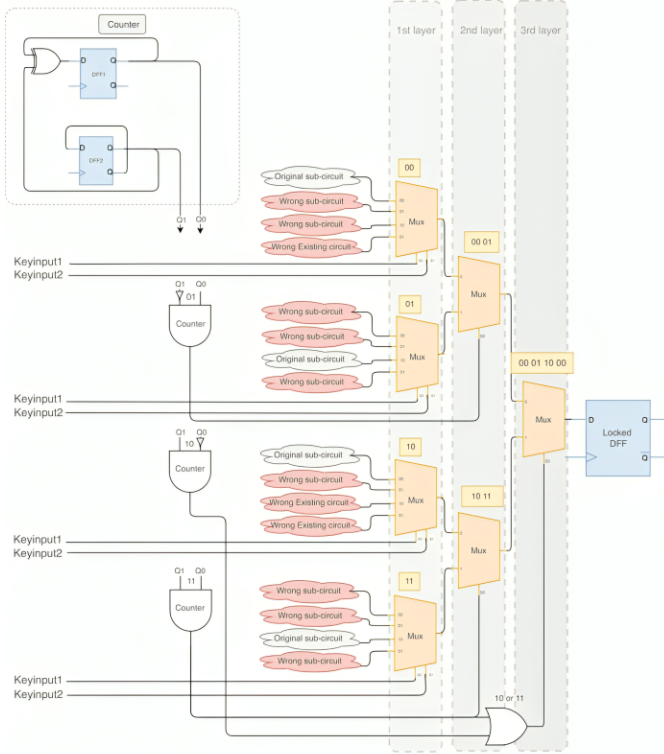 Counter
D Q
DFF1
Q
D Q
DFF2
Q
Q1 Q0
1st layer
2nd layer
3rd layer
00
Original sub-circuit
Wrong sub-circuit
Wrong sub-circuit
Wrong Existing circuit
00
01
10
01
Mux
Keyinput1
Keyinput2
00 01
Mux
Q1 Q0
01
Counter
01
Wrong sub-circuit
Wrong sub-circuit
Original sub-circuit
Wrong sub-circuit
Mux
Keyinput1
Keyinput2
00 01 10 00
Mux
D Q
Locked
DFF
Q
Q1 Q0
10
Counter
10
Original sub-circuit
Wrong sub-circuit
Wrong Existing circuit
Wrong Existing circuit
Mux
Keyinput1
Keyinput2
10 11
Mux
Q1 Q0
11
Counter
11
Wrong sub-circuit
Wrong sub-circuit
Original sub-circuit
Wrong sub-circuit
Mux
Keyinput1
Keyinput2
10 or 11